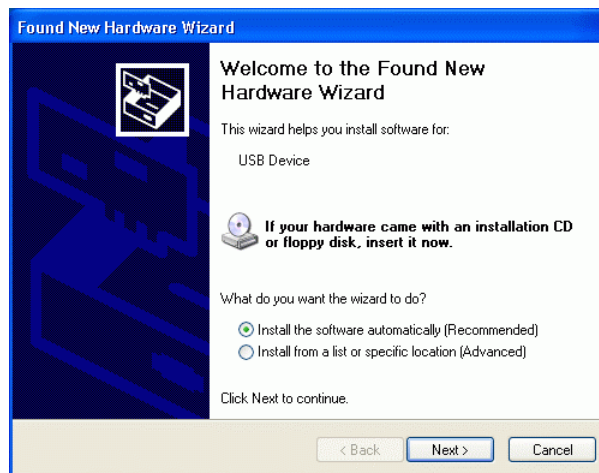 Found New Hardware Wizard
Welcome to the Found New
Hardware Wizard
This wizard helps you install software for:
USB Device
If your hardware came with an installation CD
or floppy disk, insert it now.
What do you want the wizard to do?
Install the software automatically (Recommended)
Install from a list or specific location (Advanced)
Click Next to continue.
< Back Next > Cancel